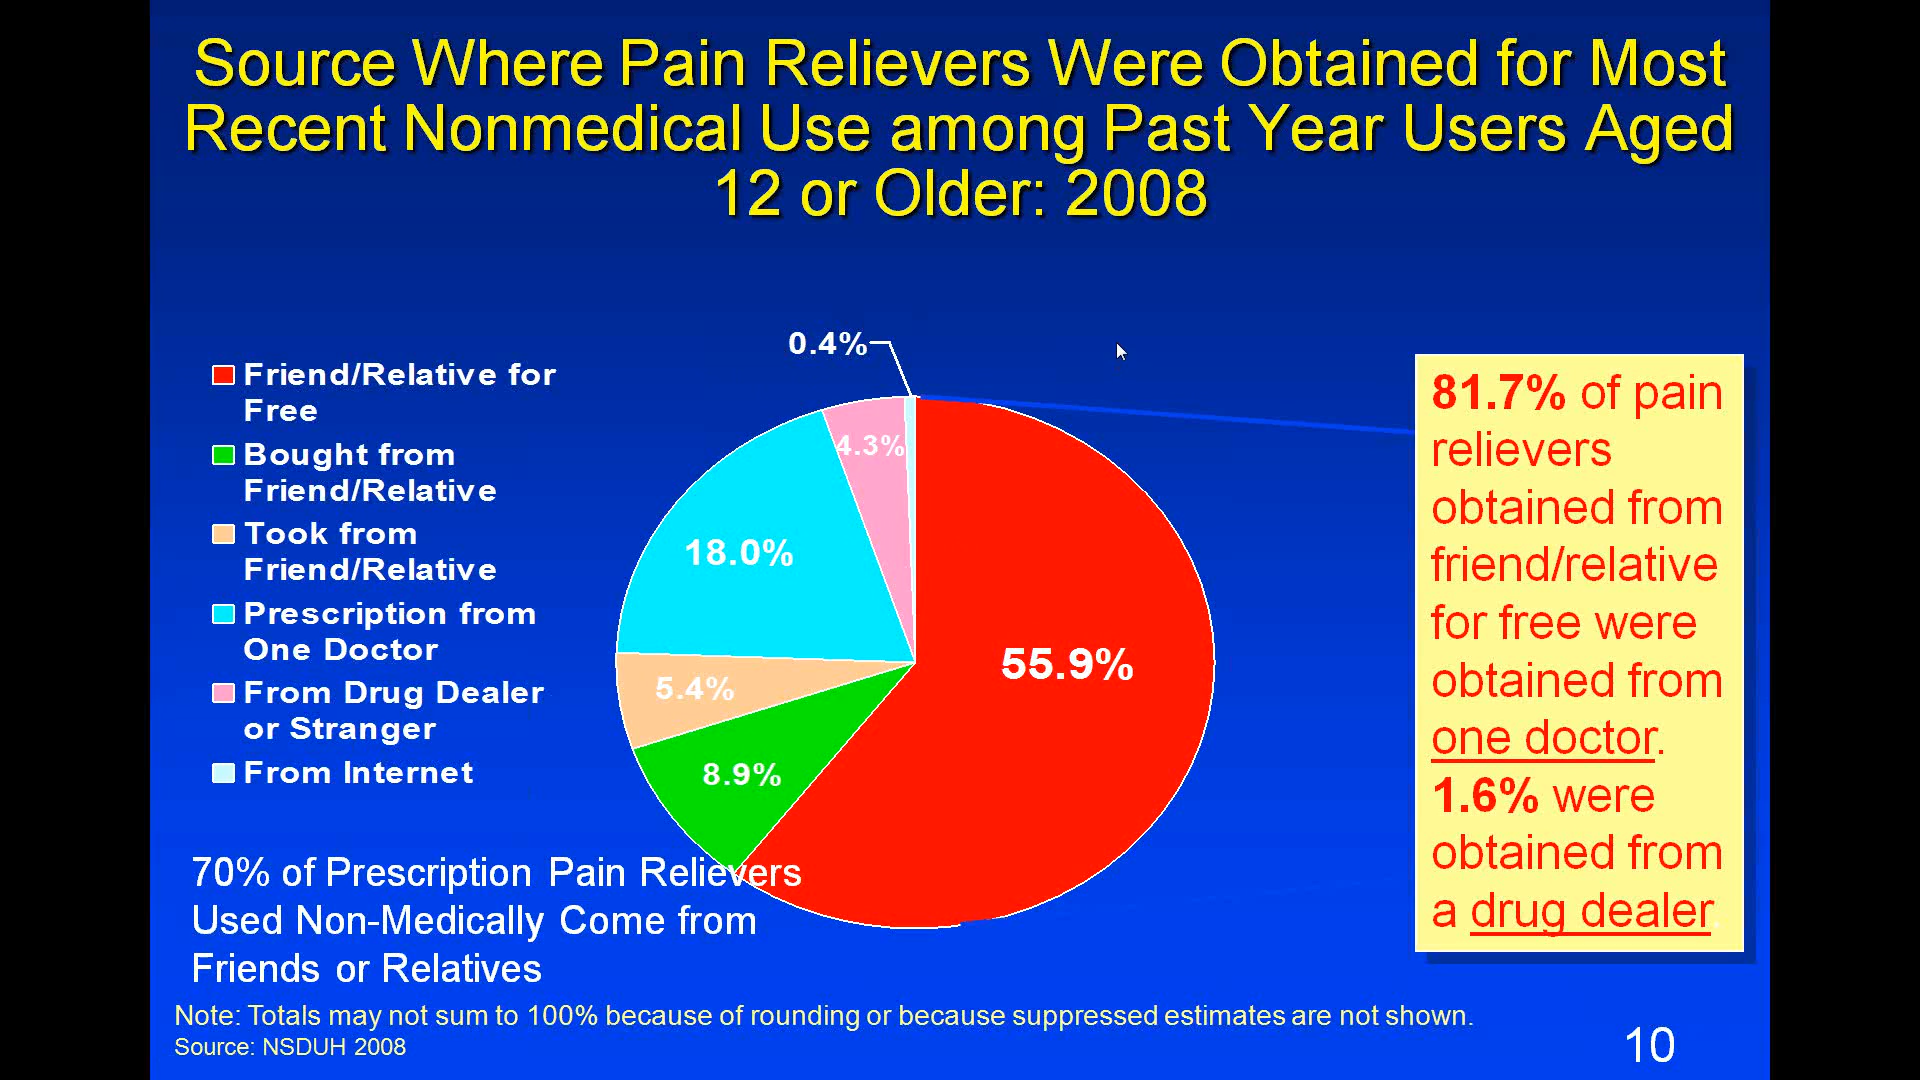 Source Where Pain Relievers Were Obtained for Most
Recent Nonmedical Use among Past Year Users Aged
12 or Older: 2008
0.4%
Friend/Relative for
Free
Bought from
Friend/Relative
Took from
Friend/Relative
Prescription from
One Doctor
From Drug Dealer
or Stranger
From Internet
4.3%
18.0%
55.9%
5.4%
8.9%
81.7% of pain
relievers
obtained from
friend/relative
for free were
obtained from
one doctor.
1.6% were
obtained from
a drug dealer.
70% of Prescription Pain Relievers
Used Non-Medically Come from
Friends or Relatives
Note: Totals may not sum to 100% because of rounding or because suppressed estimates are not shown.
Source: NSDUH 2008
10